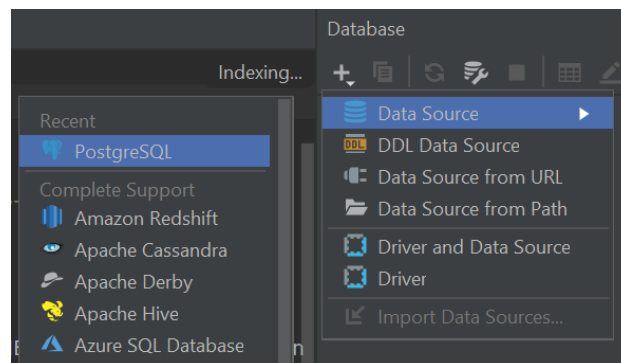 Database
Indexing...
Recent
PostgreSQL
Complete Support
Amazon Redshift
Apache Cassandra
Apache Derby
Apache Hive
Azure SQL Database
Data Source
DDL
DDL Data Source
Data Source from URL
Data Source from Path
Driver and Data Source
Driver
Import Data Sources...